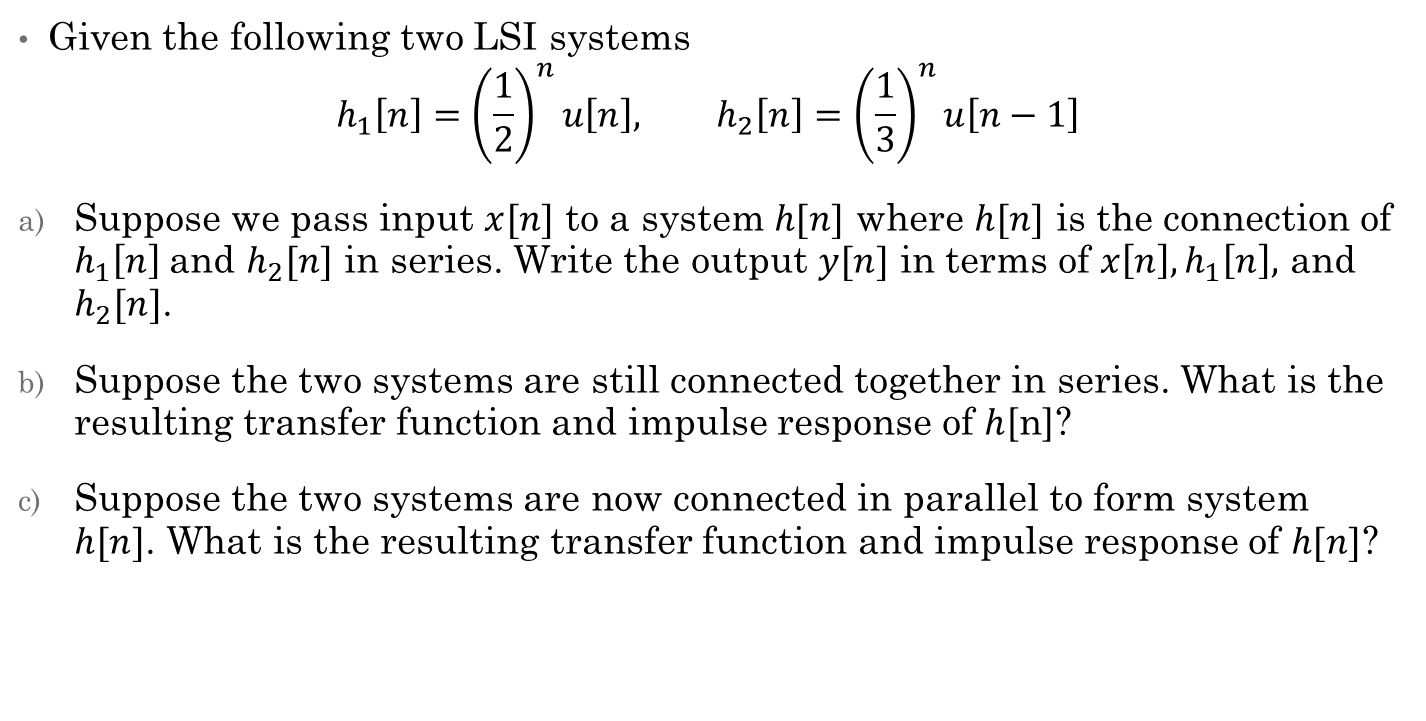 • Given the following two LSI systems
h₁[n] = (1/2)ⁿ u[n], h₂[n] = (1/3)ⁿ u[n − 1]
a) Suppose we pass input x[n] to a system h[n] where h[n] is the connection of
h₁[n] and h₂[n] in series. Write the output y[n] in terms of x[n], h₁[n], and
h₂[n].
b) Suppose the two systems are still connected together in series. What is the
resulting transfer function and impulse response of h[n]?
c) Suppose the two systems are now connected in parallel to form system
h[n]. What is the resulting transfer function and impulse response of h[n]?